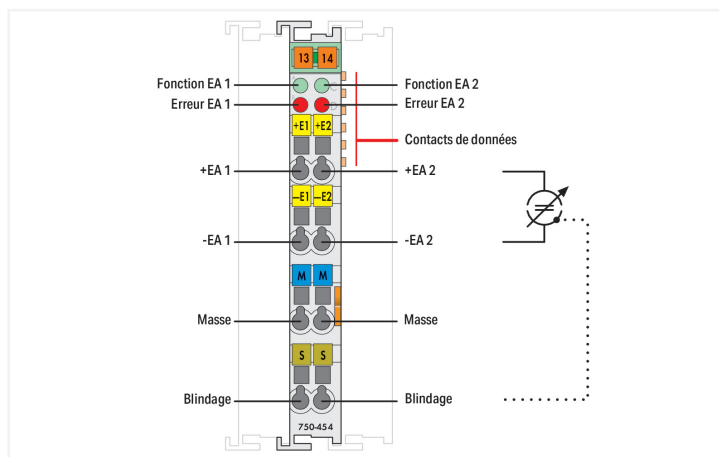 13 14
Fonction EA 1 Fonction EA 2
Erreur EA 1 Erreur EA 2
+E1 +E2
Contacts de données
+EA 1 +EA 2
—E1 —E2
-EA 1 -EA 2
M M
Masse Masse
S S
Blindage Blindage
750-454